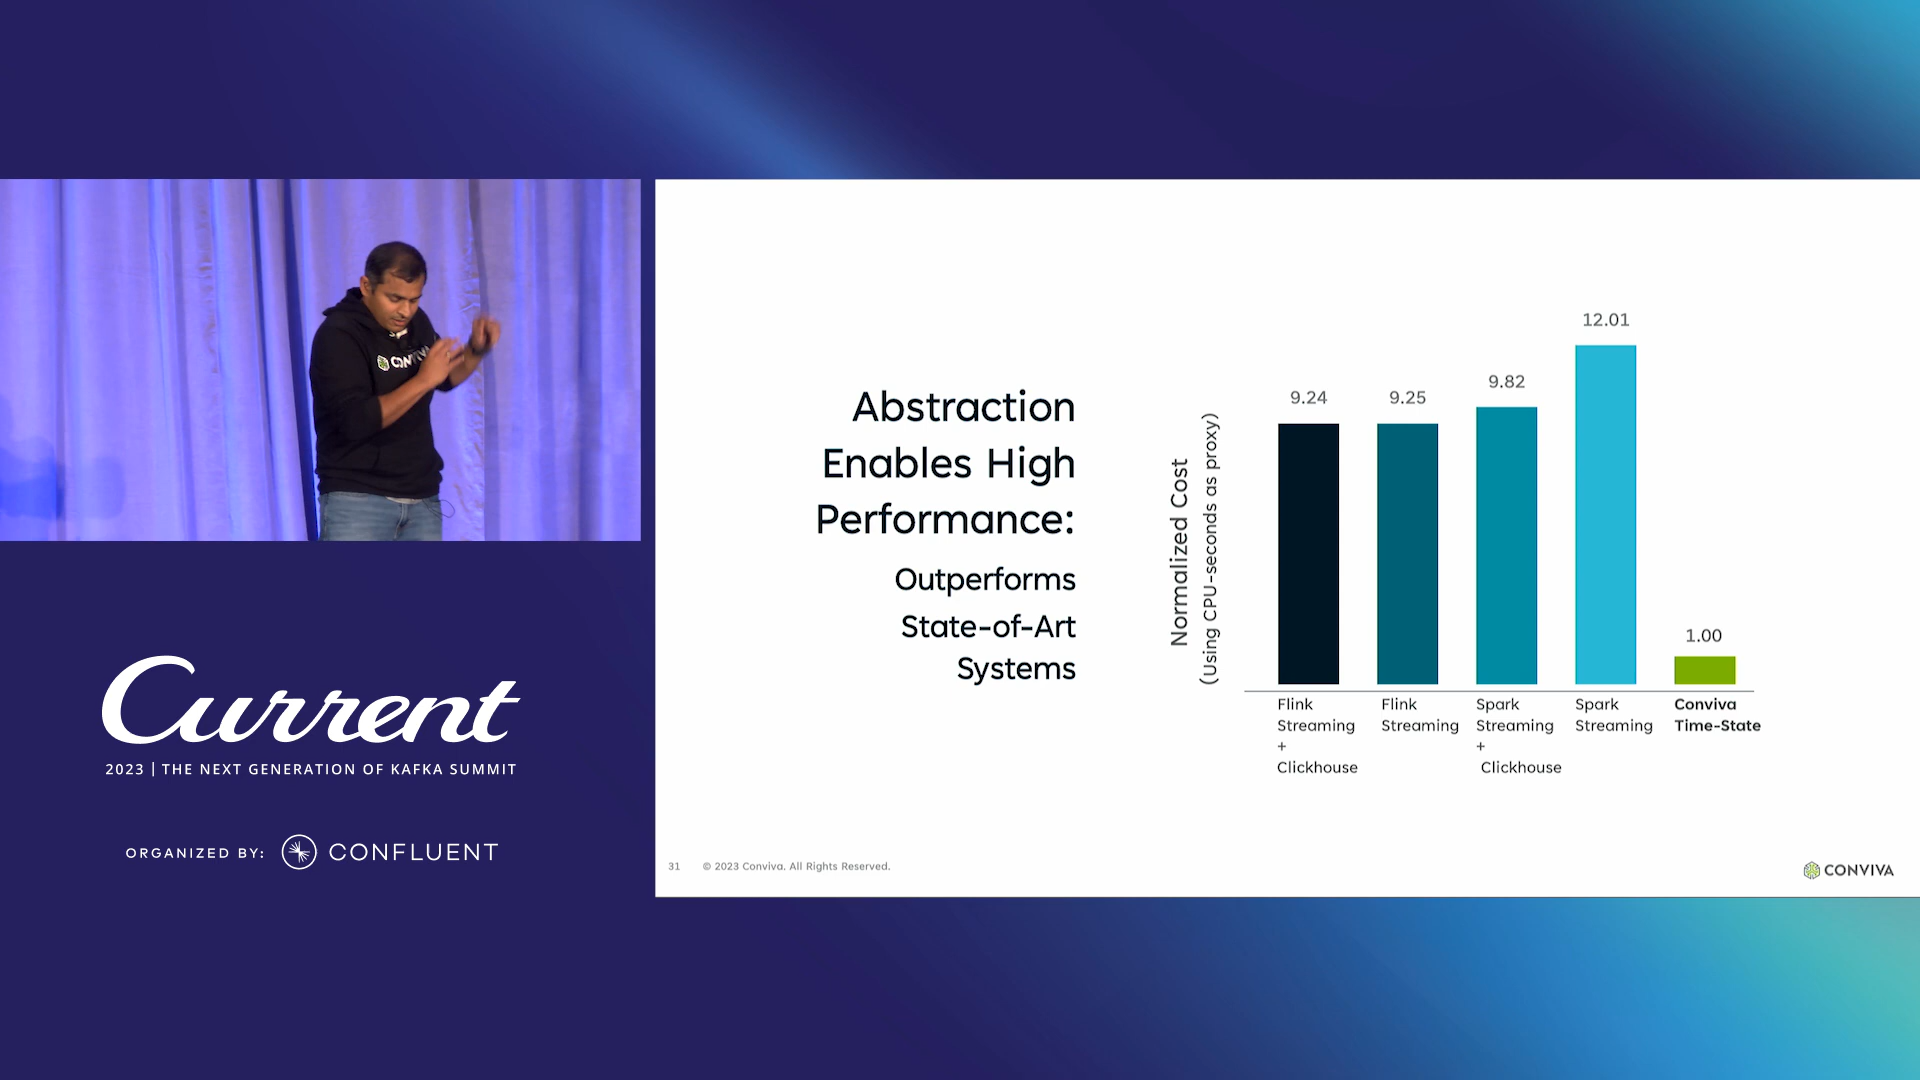 CONVIVA
Current
2023 | THE NEXT GENERATION OF KAFKA SUMMIT
ORGANIZED BY: CONFLUENT
Abstraction
Enables High
Performance:
Outperforms
State-of-Art
Systems
Normalized Cost
(Using CPU-seconds as proxy)
9.24
9.25
9.82
12.01
1.00
Flink
Streaming
+
Clickhouse
Flink
Streaming
Spark
Streaming
+
Clickhouse
Spark
Streaming
Conviva
Time-State
31
© 2023 Conviva. All Rights Reserved.
CONVIVA